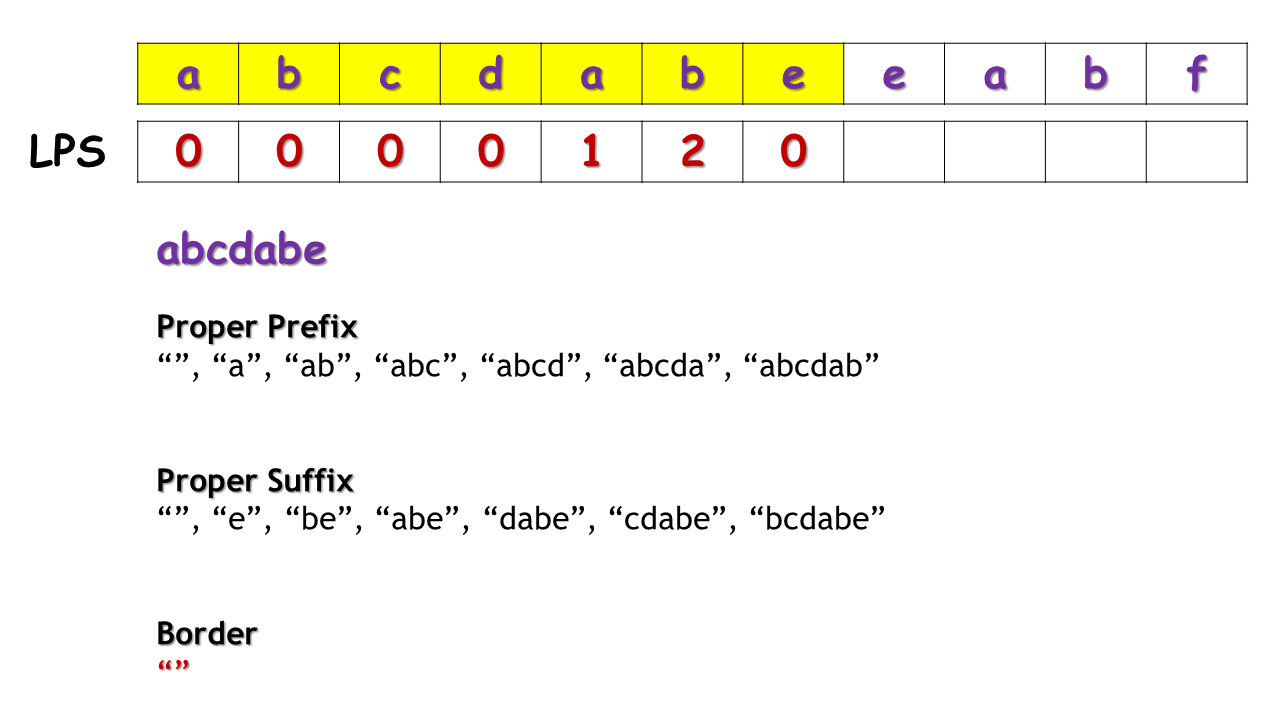 a b c d a b e e a b f
LPS 0 0 0 0 1 2 0
abcdabe
Proper Prefix
“”, “a”, “ab”, “abc”, “abcd”, “abcda”, “abcdab”
Proper Suffix
“”, “e”, “be”, “abe”, “dabe”, “cdabe”, “bcdabe”
Border
“”